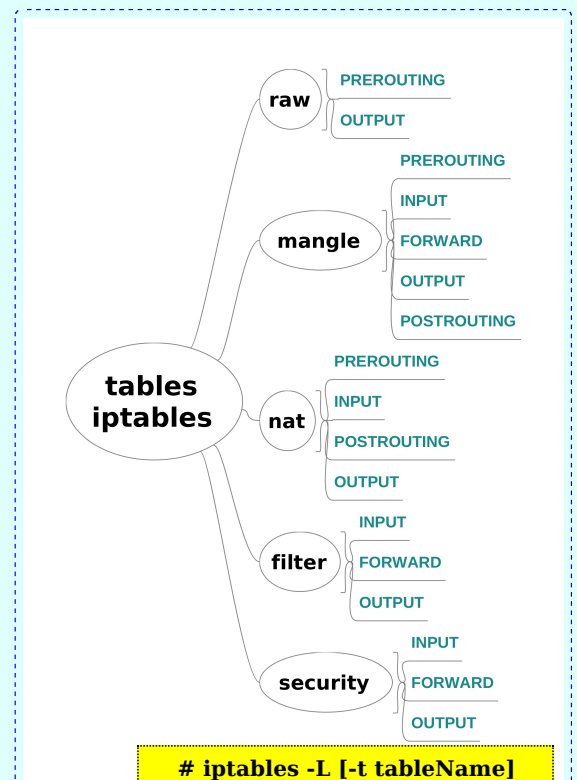 raw
PREROUTING
OUTPUT
mangle
PREROUTING
INPUT
FORWARD
OUTPUT
POSTROUTING
tables
iptables
nat
PREROUTING
INPUT
POSTROUTING
OUTPUT
filter
INPUT
FORWARD
OUTPUT
security
INPUT
FORWARD
OUTPUT
# iptables -L [-t tableName]